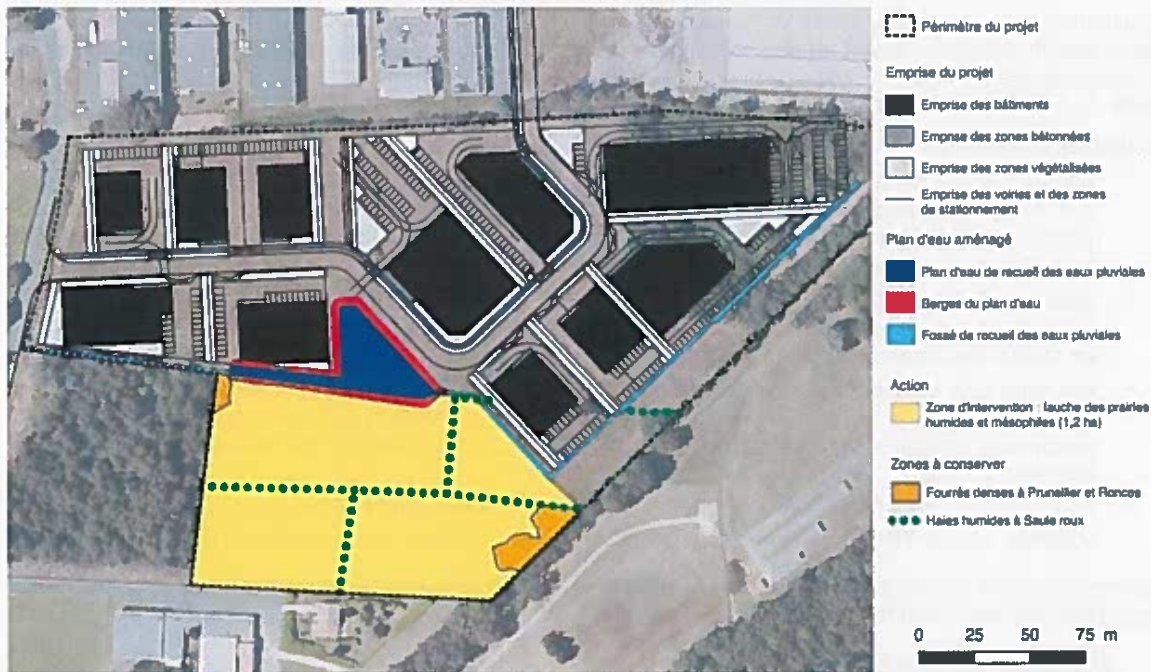 Périmètre du projet
Emprise du projet
Emprise des bâtiments
Emprise des zones bétonnées
Emprise des zones végétalisées
Emprise des voiries et des zones
de stationnement
Plan d'eau aménagé
Plan d'eau de recueil des eaux pluviales
Berges du plan d'eau
Fossé de recueil des eaux pluviales
Action
Zone d'intervention : fauche des prairies
humides et mésophiles (1,2 ha)
Zones à conserver
Fourrés denses à Prunellier et Ronces
Haies humides à Saule roux
0 25 50 75 m